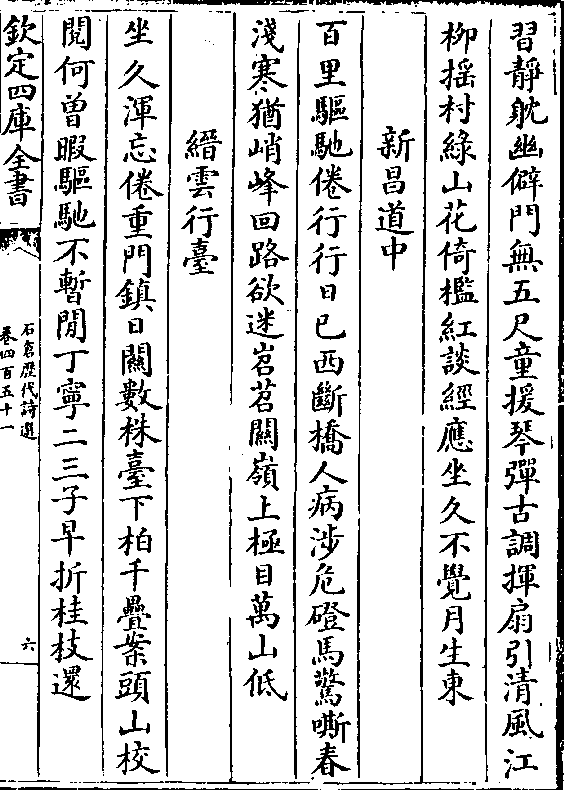 習靜躭幽僻門無五尺童援琴彈古調揮扇引清風江
柳揺村綠山花倚檻紅談經應坐久不覺月生東
新昌道中
百里驅馳倦行行日已西斷橋人病涉危磴馬驚嘶春
淺寒猶峭峰回路欲迷岧苕闗嶺上極目萬山低
縉雲行臺
坐久渾忘倦重門鎮日闗數株臺下柏千疊案頭山校
閱何曽暇驅馳不暫閒丁寧二三子早折桂枝還
欽定四庫全書
石倉歴代詩選
卷四百五十一
六